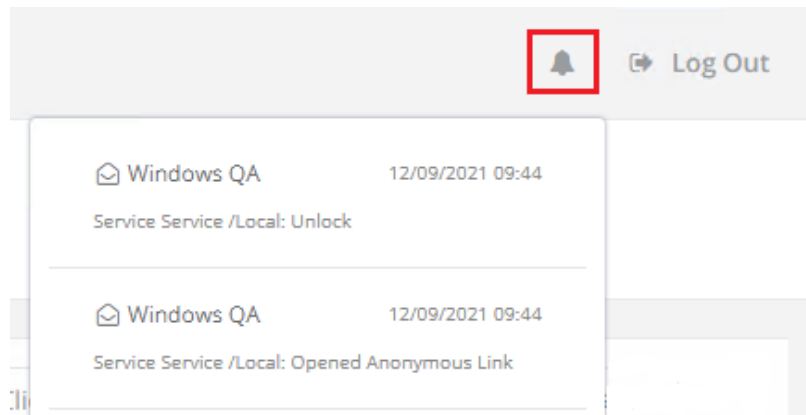 Log Out
Windows QA 12/09/2021 09:44
Service Service /Local: Unlock
Windows QA 12/09/2021 09:44
Service Service /Local: Opened Anonymous Link